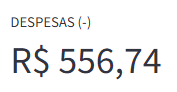 DESPESAS (-)
R$ 556,74